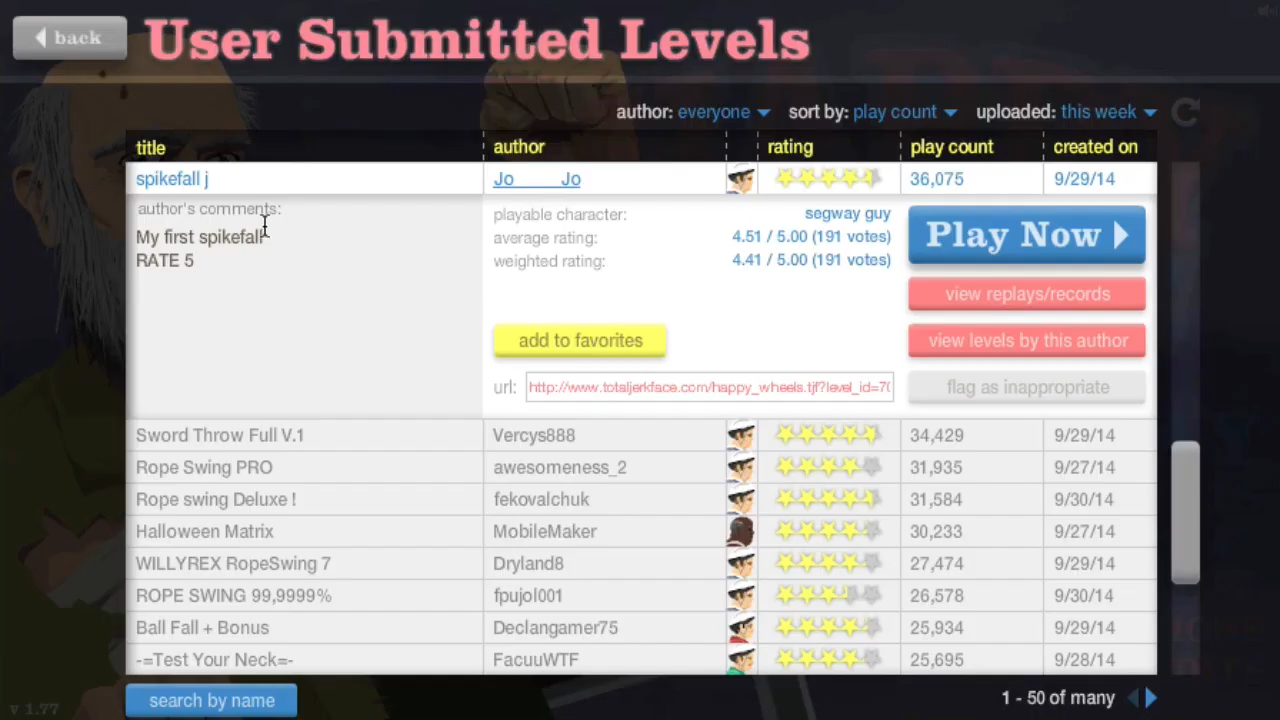 back
User Submitted Levels
author: everyone sort by: play count uploaded: this week
title author rating play count created on
spikefall j Jo Jo 36,075 9/29/14
author's comments:
My first spikefall
RATE 5
playable character: segway guy
average rating: 4.51 / 5.00 (191 votes)
weighted rating: 4.41 / 5.00 (191 votes)
add to favorites
url: http://www.totaljerkface.com/happy_wheels.tjf?level_id=7(
Play Now
view replays/records
view levels by this author
flag as inappropriate
Sword Throw Full V.1 Vercys888 34,429 9/29/14
Rope Swing PRO awesomeness_2 31,935 9/27/14
Rope swing Deluxe ! fekovalchuk 31,584 9/30/14
Halloween Matrix MobileMaker 30,233 9/27/14
WILLYREX RopeSwing 7 Dryland8 27,474 9/29/14
ROPE SWING 99,9999% fpujol001 26,578 9/30/14
Ball Fall + Bonus Declangamer75 25,934 9/29/14
-=Test Your Neck=- FacuuWTF 25,695 9/28/14
search by name
1 - 50 of many
v 1.77